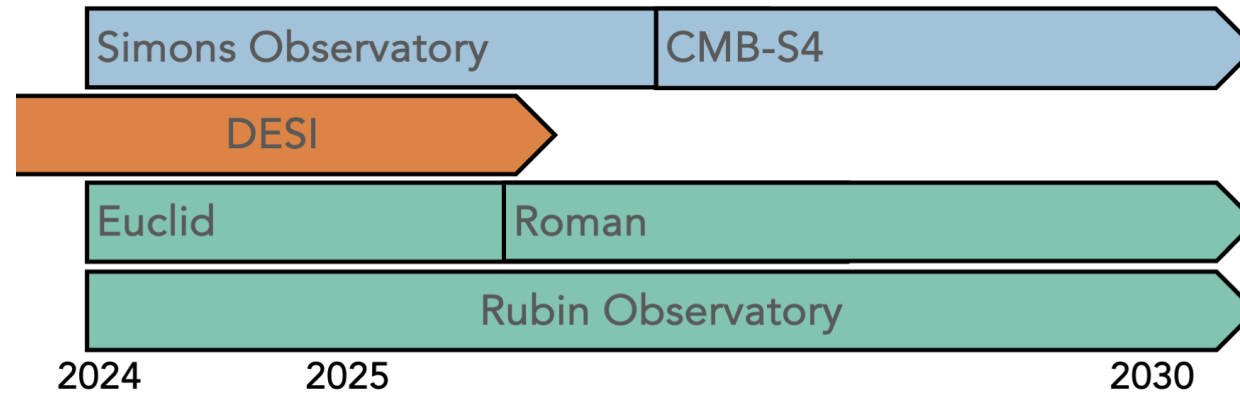 Simons Observatory CMB-S4
DESI
Euclid Roman
Rubin Observatory
2024 2025 2030